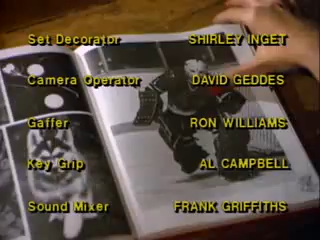 Set Decorator SHIRLEY INGET
Camera Operator DAVID GEDDES
Gaffer RON WILLIAMS
Key Grip AL CAMPBELL
Sound Mixer FRANK GRIFFITHS